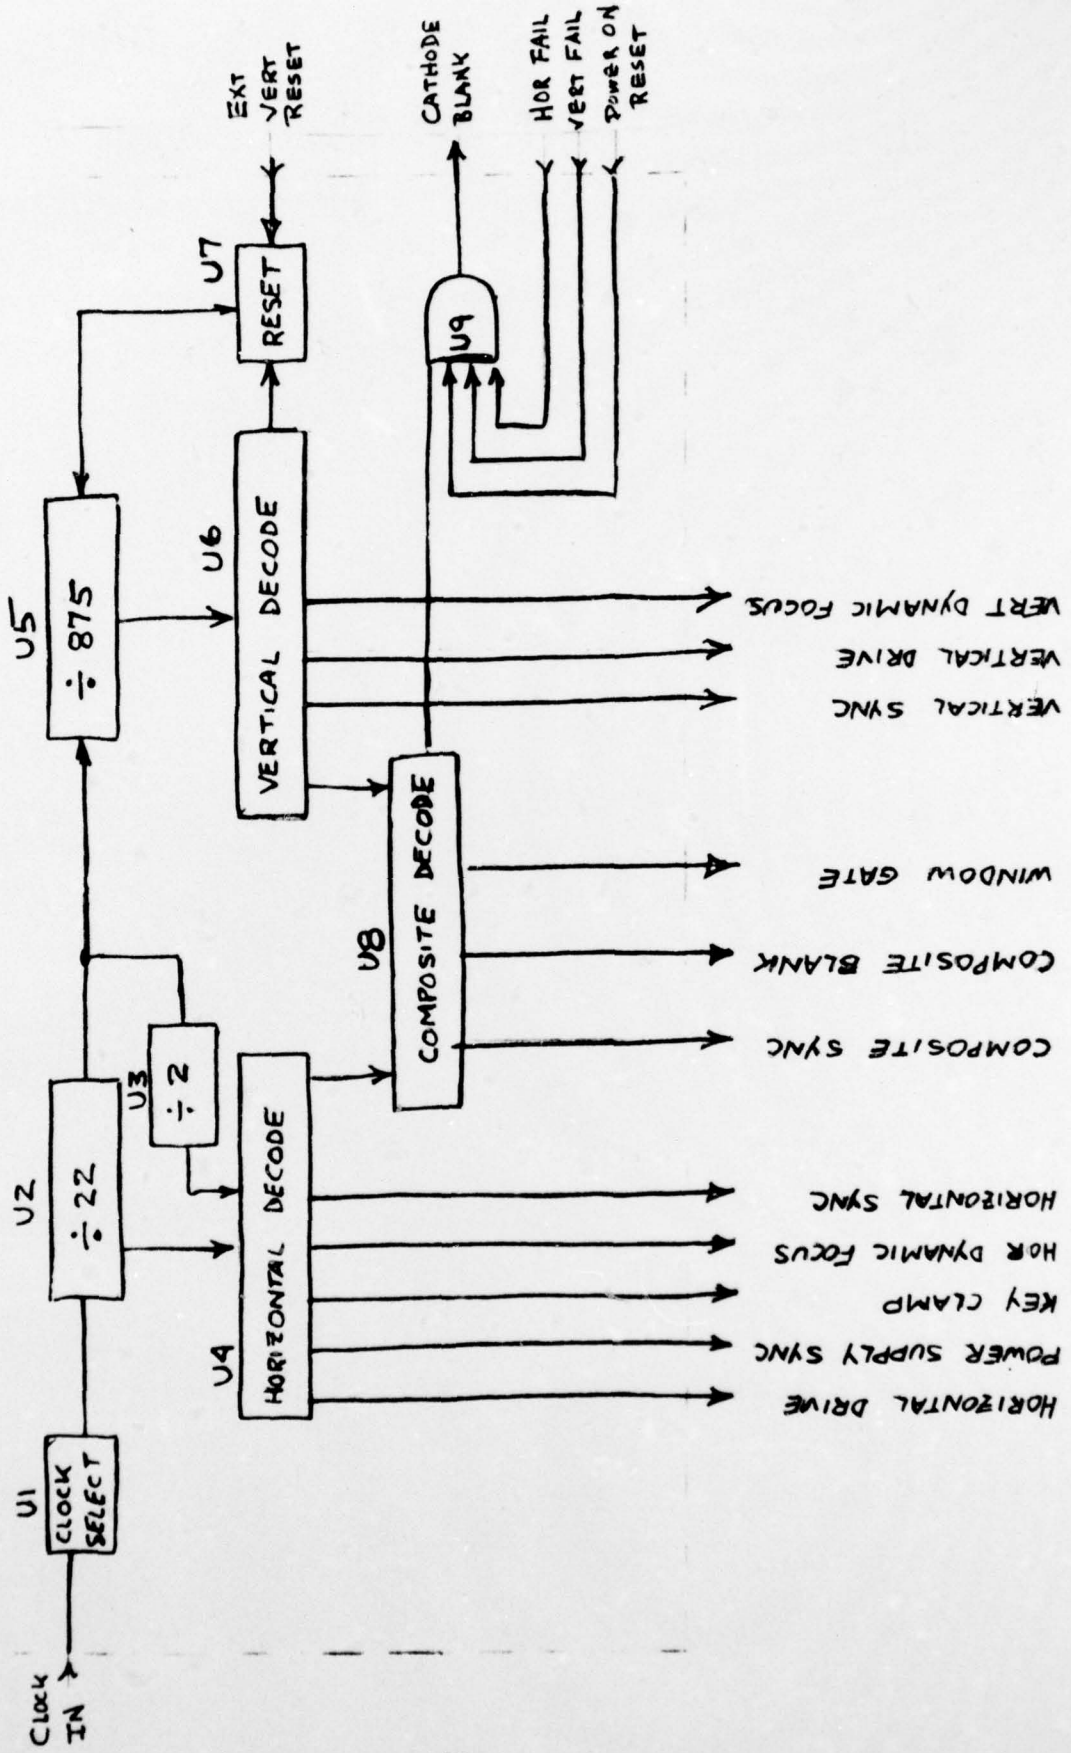 Clock
IN
U1
CLOCK
SELECT
U2
÷ 22
U3
÷ 2
U4
HORIZONTAL DECODE
U5
÷ 875
U6
VERTICAL DECODE
U7
RESET
EXT
VERT
RESET
U8
COMPOSITE DECODE
U9
CATHODE
BLANK
HOR FAIL
VERT FAIL
POWER ON
RESET
HORIZONTAL DRIVE
POWER SUPPLY SYNC
KEY CLAMP
HOR DYNAMIC FOCUS
HORIZONTAL SYNC
COMPOSITE SYNC
COMPOSITE BLANK
WINDOW GATE
VERTICAL SYNC
VERTICAL DRIVE
VERT DYNAMIC FOCUS